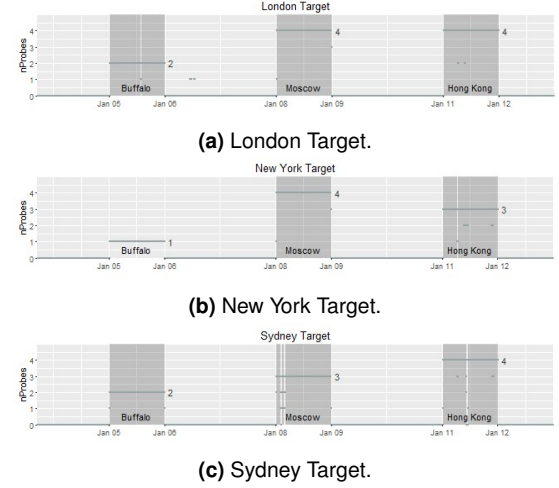 London Target
nProbes
4
3
2
1
0
2
4
4
Buffalo
Moscow
Hong Kong
Jan 05
Jan 06
Jan 08
Jan 09
Jan 11
Jan 12
(a) London Target.
New York Target
nProbes
4
3
2
1
0
1
4
3
Buffalo
Moscow
Hong Kong
Jan 05
Jan 06
Jan 08
Jan 09
Jan 11
Jan 12
(b) New York Target.
Sydney Target
nProbes
4
3
2
1
0
2
3
4
Buffalo
Moscow
Hong Kong
Jan 05
Jan 06
Jan 08
Jan 09
Jan 11
Jan 12
(c) Sydney Target.